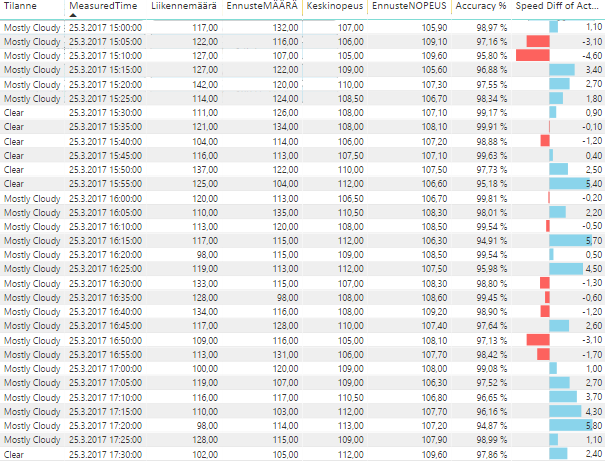 Tilanne MeasuredTime Liikennemäärä EnnusteMÄÄRÄ Keskinopeus EnnusteNOPEUS Accuracy % Speed Diff of Act...
Mostly Cloudy 25.3.2017 15:00:00 117,00 132,00 107,00 105,90 98,97 % 1,10
Mostly Cloudy 25.3.2017 15:05:00 122,00 116,00 106,00 109,10 97,16 % -3,10
Mostly Cloudy 25.3.2017 15:10:00 127,00 107,00 105,00 109,60 95,80 % -4,60
Mostly Cloudy 25.3.2017 15:15:00 127,00 122,00 109,00 105,60 96,88 % 3,40
Mostly Cloudy 25.3.2017 15:20:00 142,00 120,00 110,00 107,30 97,55 % 2,70
Mostly Cloudy 25.3.2017 15:25:00 114,00 124,00 108,50 106,70 98,34 % 1,80
Clear 25.3.2017 15:30:00 111,00 126,00 108,00 107,10 99,17 % 0,90
Clear 25.3.2017 15:35:00 121,00 134,00 108,00 108,10 99,91 % -0,10
Clear 25.3.2017 15:40:00 104,00 114,00 106,00 107,20 98,88 % -1,20
Clear 25.3.2017 15:45:00 116,00 113,00 107,50 107,10 99,63 % 0,40
Clear 25.3.2017 15:50:00 137,00 122,00 110,00 107,50 97,73 % 2,50
Clear 25.3.2017 15:55:00 125,00 104,00 112,00 106,60 95,18 % 5,40
Mostly Cloudy 25.3.2017 16:00:00 120,00 113,00 106,50 106,70 99,81 % -0,20
Mostly Cloudy 25.3.2017 16:05:00 110,00 135,00 110,50 108,30 98,01 % 2,20
Mostly Cloudy 25.3.2017 16:10:00 113,00 120,00 108,00 108,50 99,54 % -0,50
Mostly Cloudy 25.3.2017 16:15:00 117,00 115,00 112,00 106,30 94,91 % 5,70
Mostly Cloudy 25.3.2017 16:20:00 98,00 115,00 109,00 108,50 99,54 % 0,50
Mostly Cloudy 25.3.2017 16:25:00 119,00 113,00 112,00 107,50 95,98 % 4,50
Mostly Cloudy 25.3.2017 16:30:00 133,00 115,00 107,00 108,30 98,80 % -1,30
Mostly Cloudy 25.3.2017 16:35:00 128,00 98,00 108,00 108,60 99,45 % -0,60
Mostly Cloudy 25.3.2017 16:40:00 134,00 116,00 108,00 109,20 98,90 % -1,20
Mostly Cloudy 25.3.2017 16:45:00 117,00 128,00 110,00 107,40 97,64 % 2,60
Mostly Cloudy 25.3.2017 16:50:00 109,00 116,00 105,00 108,10 97,13 % -3,10
Mostly Cloudy 25.3.2017 16:55:00 113,00 131,00 106,00 107,70 98,42 % -1,70
Mostly Cloudy 25.3.2017 17:00:00 100,00 120,00 109,00 108,00 99,08 % 1,00
Mostly Cloudy 25.3.2017 17:05:00 119,00 107,00 109,00 106,30 97,52 % 2,70
Mostly Cloudy 25.3.2017 17:10:00 116,00 117,00 110,50 106,80 96,65 % 3,70
Mostly Cloudy 25.3.2017 17:15:00 110,00 103,00 112,00 107,70 96,16 % 4,30
Mostly Cloudy 25.3.2017 17:20:00 98,00 114,00 113,00 107,20 94,87 % 5,80
Mostly Cloudy 25.3.2017 17:25:00 128,00 115,00 109,00 107,90 98,99 % 1,10
Clear 25.3.2017 17:30:00 102,00 105,00 112,00 109,60 97,86 % 2,40